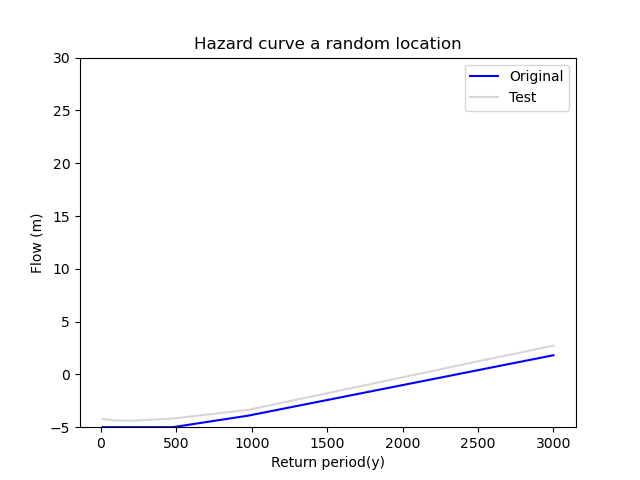 Hazard curve a random location
Original
Test
30
25
20
15
10
5
0
−5
Flow (m)
0 500 1000 1500 2000 2500 3000
Return period(y)